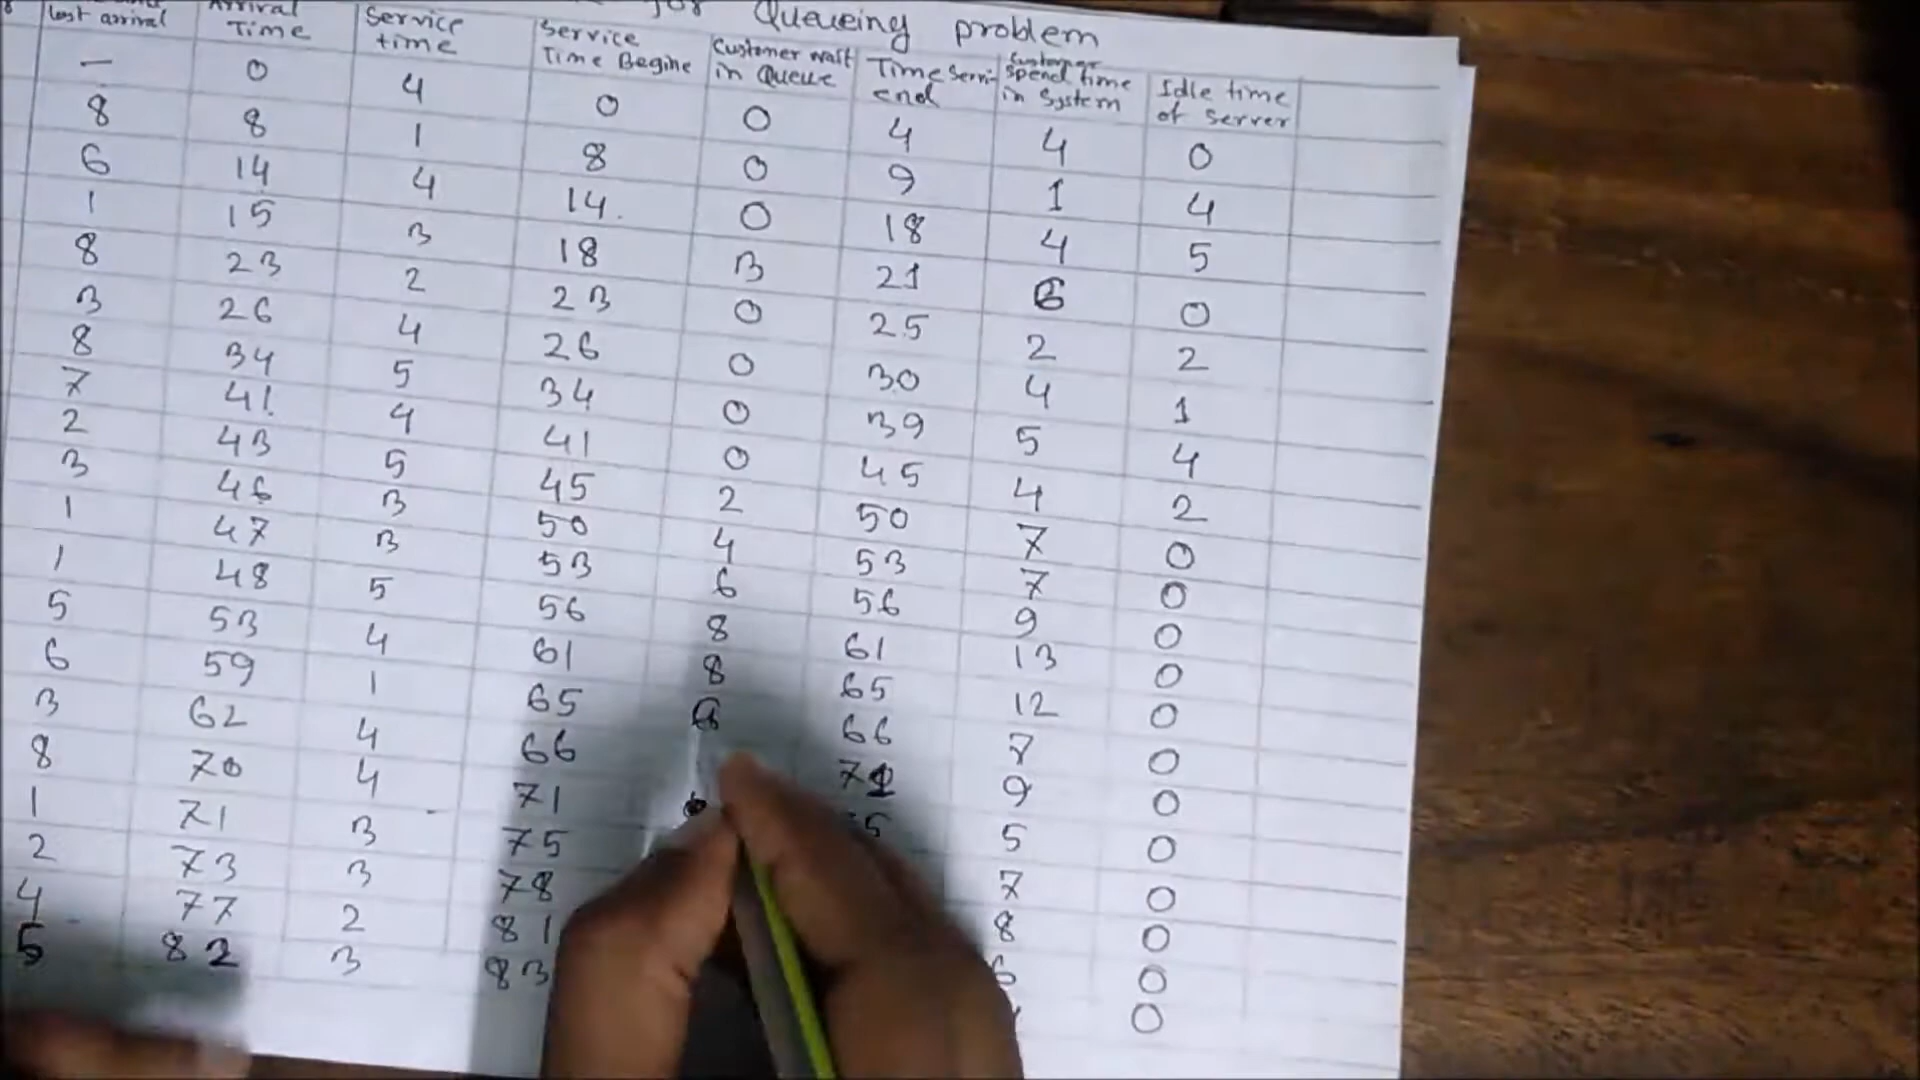 Queueing problem
last arrival Arrival Time Service time Service Time Begine Customer wait in Queue Time Servi end Customer Spend time in System Idle time of Server
— 0 4 0 0 4 4 0
8 8 1 8 0 9 1 4
6 14 4 14 0 18 4 5
1 15 3 18 3 21 6 0
8 23 2 23 0 25 2 2
3 26 4 26 0 30 4 1
8 34 5 34 0 39 5 4
7 41 4 41 0 45 4 2
2 43 5 45 2 50 7 0
3 46 3 50 4 53 7 0
1 47 3 53 6 56 9 0
1 48 5 56 8 61 13 0
5 53 4 61 8 65 12 0
6 59 1 65 6 66 7 0
3 62 4 66 71 9 0
8 70 4 71 5 0
1 71 3 75 7 0
2 73 3 78 8 0
4 77 2 81 6 0
5 82 3 83 0